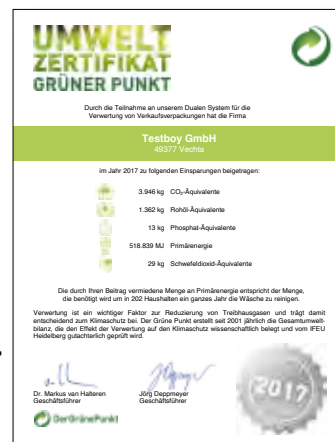 UMWELT
ZERTIFIKAT
GRÜNER PUNKT
Durch die Teilnahme an unserem Dualen System für die
Verwertung von Verkaufsverpackungen hat die Firma
Testboy GmbH
49377 Vechta
im Jahr 2017 zu folgenden Einsparungen beigetragen:
3.946 kg CO₂-Äquivalente
1.362 kg Rohöl-Äquivalente
13 kg Phosphat-Äquivalente
518.839 MJ Primärenergie
29 kg Schwefeldioxid-Äquivalente
Die durch Ihren Beitrag vermiedene Menge an Primärenergie entspricht der Menge,
die benötigt wird um in 202 Haushalten ein ganzes Jahr die Wäsche zu reinigen.
Verwertung ist ein wichtiger Faktor zur Reduzierung von Treibhausgasen und trägt damit
entscheidend zum Klimaschutz bei. Der Grüne Punkt erstellt seit 2001 jährlich die Gesamtumwelt-
bilanz, die den Effekt der Verwertung auf den Klimaschutz wissenschaftlich belegt und vom IFEU
Heidelberg gutachterlich geprüft wird.
Dr. Markus van Halteren Jörg Deppmeyer
Geschäftsführer Geschäftsführer
2017
Der Grüne Punkt